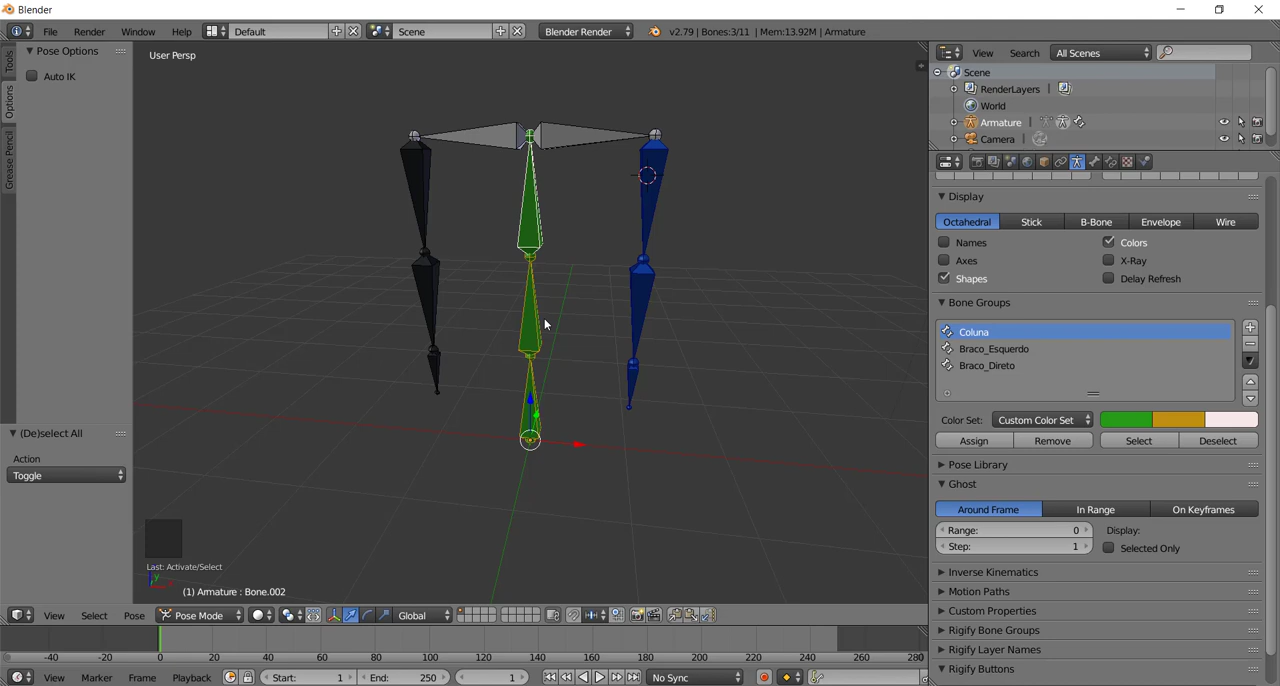 Blender
File Render Window Help Default Scene Blender Render v2.79 | Bones:3/11 | Mem:13.92M | Armature
Pose Options
Auto IK
Tools
Options
Grease Pencil
(De)select All
Action
Toggle
User Persp
Last: Activate/Select
y
(1) Armature : Bone.002
View Select Pose Pose Mode Global
-40 -20 0 20 40 60 80 100 120 140 160 180 200 220 240 260 280
View Marker Frame Playback Start: 1 End: 250 1 No Sync
View Search All Scenes
Scene
RenderLayers
World
Armature
Camera
Display
Octahedral Stick B-Bone Envelope Wire
Names Colors
Axes X-Ray
Shapes Delay Refresh
Bone Groups
Coluna
Braco_Esquerdo
Braco_Direto
Color Set: Custom Color Set
Assign Remove Select Deselect
Pose Library
Ghost
Around Frame In Range On Keyframes
Range: 0 Display:
Step: 1 Selected Only
Inverse Kinematics
Motion Paths
Custom Properties
Rigify Bone Groups
Rigify Layer Names
Rigify Buttons